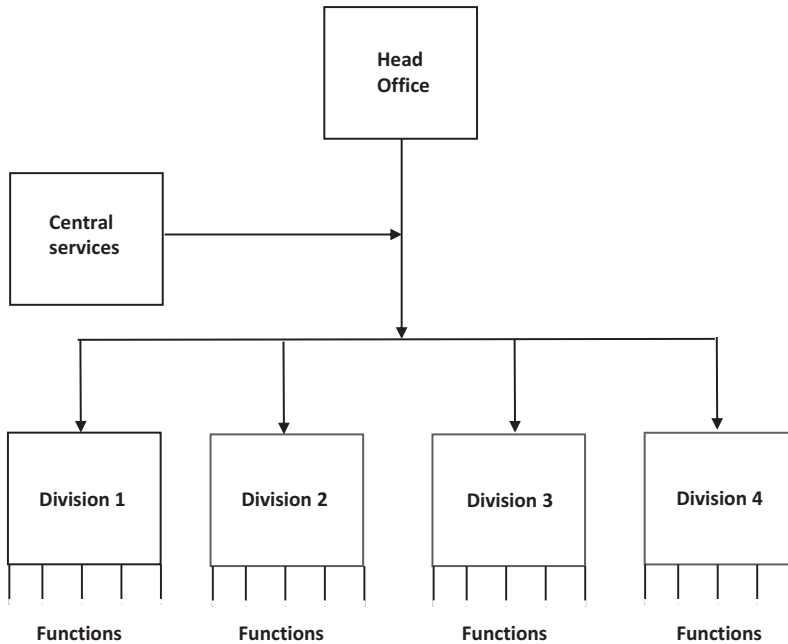 Head
Office
Central
services
Division 1
Division 2
Division 3
Division 4
Functions
Functions
Functions
Functions